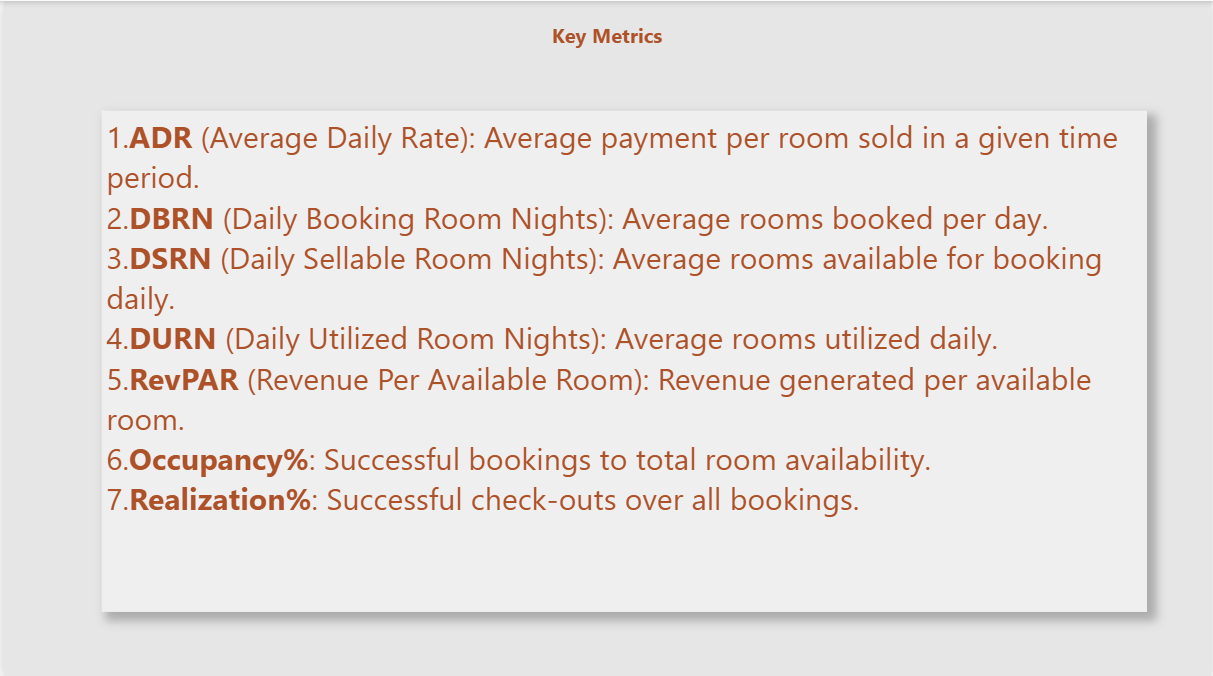 Key Metrics
1.ADR (Average Daily Rate): Average payment per room sold in a given time
period.
2.DBRN (Daily Booking Room Nights): Average rooms booked per day.
3.DSRN (Daily Sellable Room Nights): Average rooms available for booking
daily.
4.DURN (Daily Utilized Room Nights): Average rooms utilized daily.
5.RevPAR (Revenue Per Available Room): Revenue generated per available
room.
6.Occupancy%: Successful bookings to total room availability.
7.Realization%: Successful check-outs over all bookings.